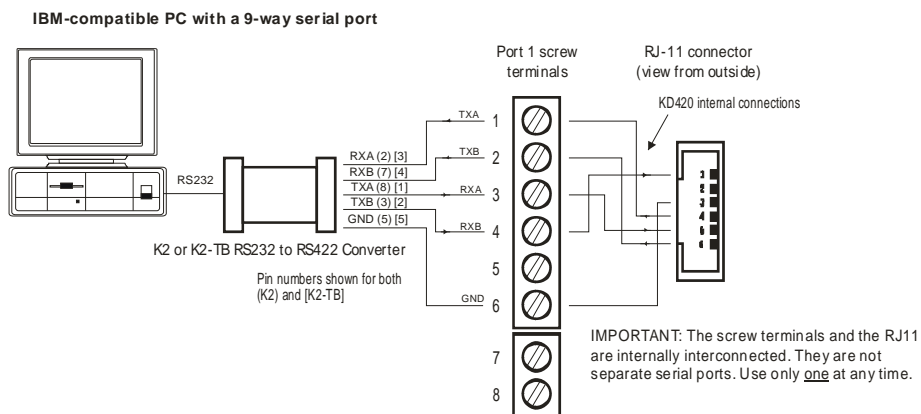 IBM-compatible PC with a 9-way serial port
Port 1 screw
terminals
RJ-11 connector
(view from outside)
KD420 internal connections
RS232
RXA (2) [3]
RXB (7) [4]
TXA (8) [1]
TXB (3) [2]
GND (5) [5]
TXA
TXB
RXA
RXB
GND
1
2
3
4
5
6
7
8
K2 or K2-TB RS232 to RS422 Converter
Pin numbers shown for both
(K2) and [K2-TB]
2
3
4
IMPORTANT: The screw terminals and the RJ11
are internally interconnected. They are not
separate serial ports. Use only one at any time.